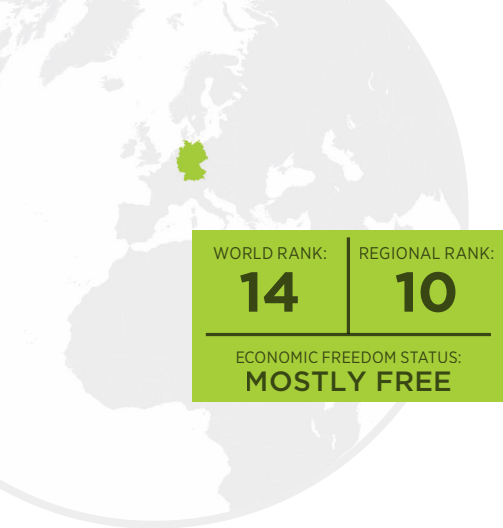 WORLD RANK:
14
REGIONAL RANK:
10
ECONOMIC FREEDOM STATUS:
MOSTLY FREE